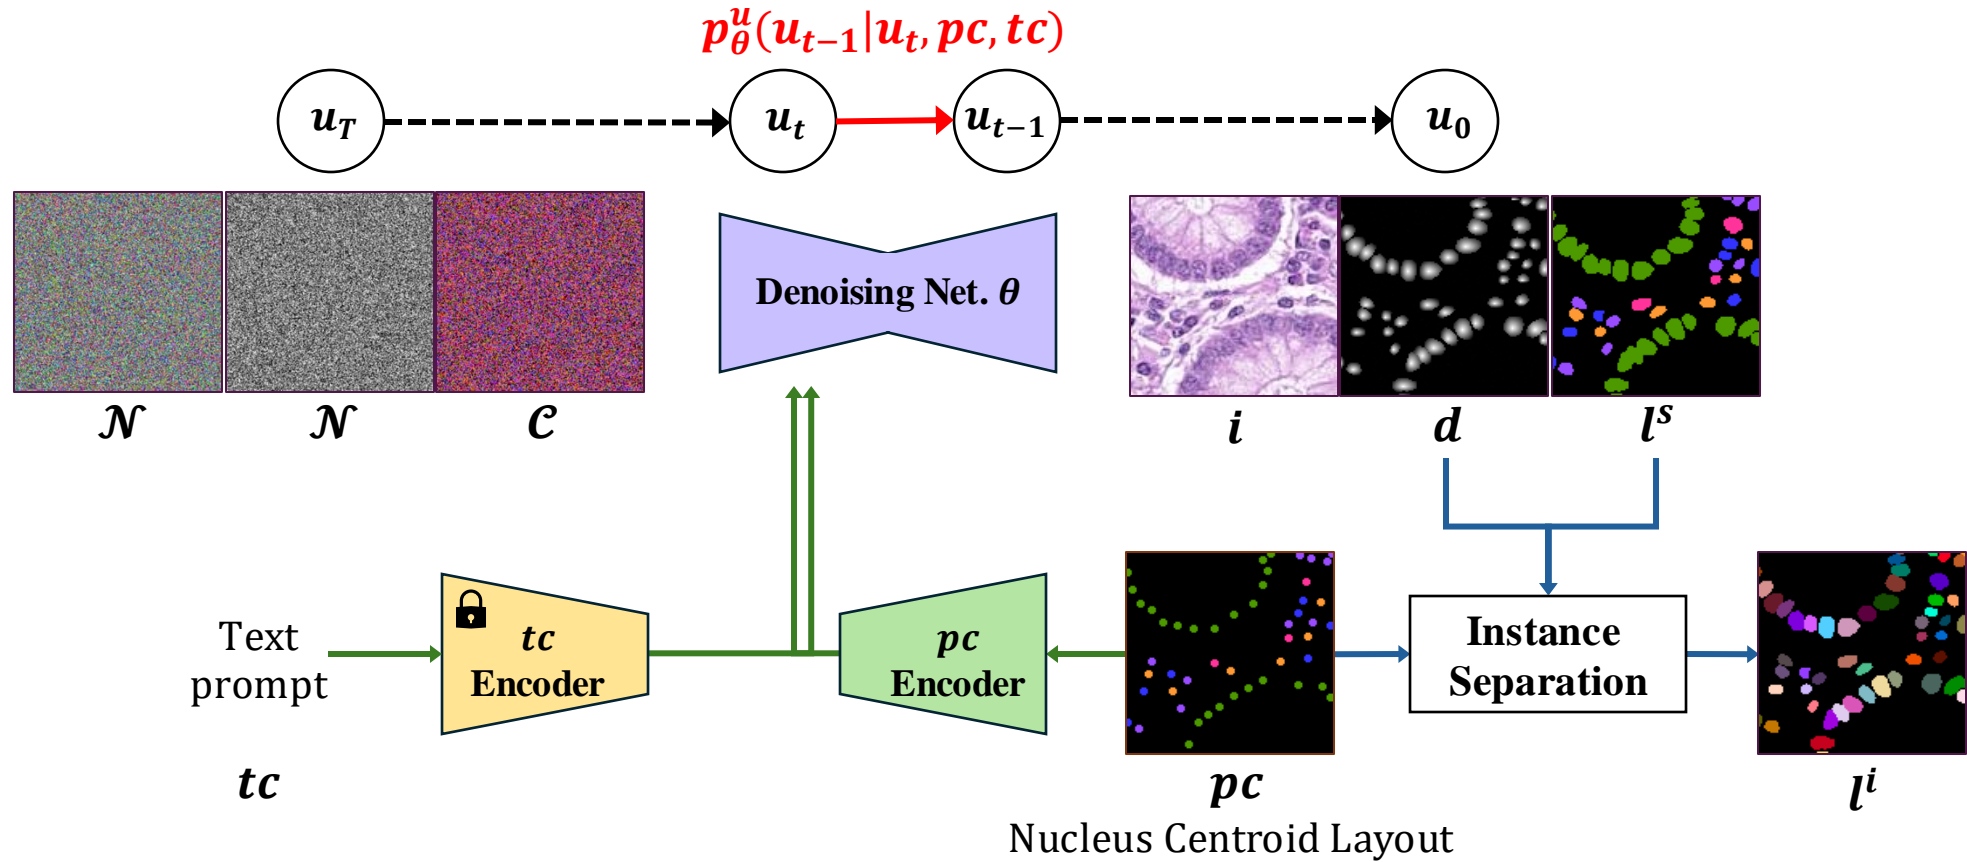 p_θ^u(u_{t−1}|u_t, pc, tc)
u_T
u_t
u_{t−1}
u_0
Denoising Net. θ
𝒩
𝒩
𝒞
i
d
l^s
Text
prompt
tc
Encoder
pc
Encoder
Instance
Separation
tc
pc
l^i
Nucleus Centroid Layout